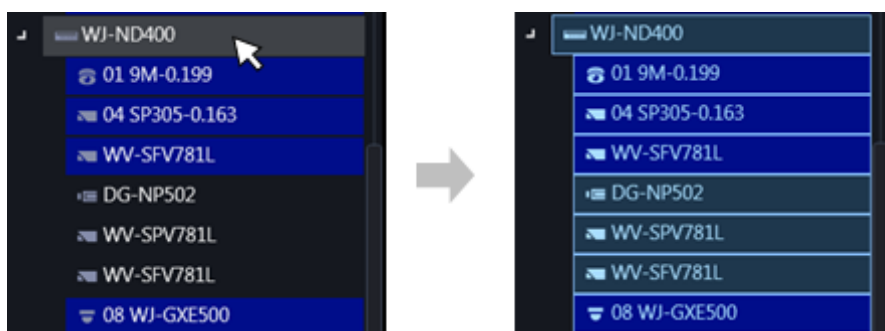 WJ-ND400
01 9M-0.199
04 SP305-0.163
WV-SFV781L
DG-NP502
WV-SPV781L
WV-SFV781L
08 WJ-GXE500
WJ-ND400
01 9M-0.199
04 SP305-0.163
WV-SFV781L
DG-NP502
WV-SPV781L
WV-SFV781L
08 WJ-GXE500